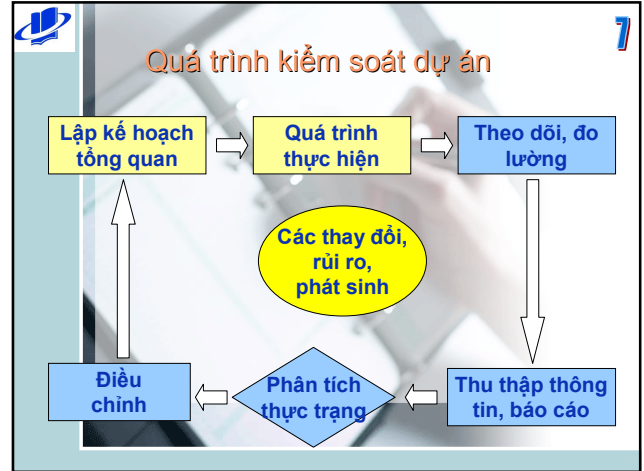 7
Quá trình kiểm soát dự án
Lập kế hoạch
tổng quan
Quá trình
thực hiện
Theo dõi, đo
lường
Các thay đổi,
rủi ro,
phát sinh
Điều
chỉnh
Phân tích
thực trạng
Thu thập thông
tin, báo cáo